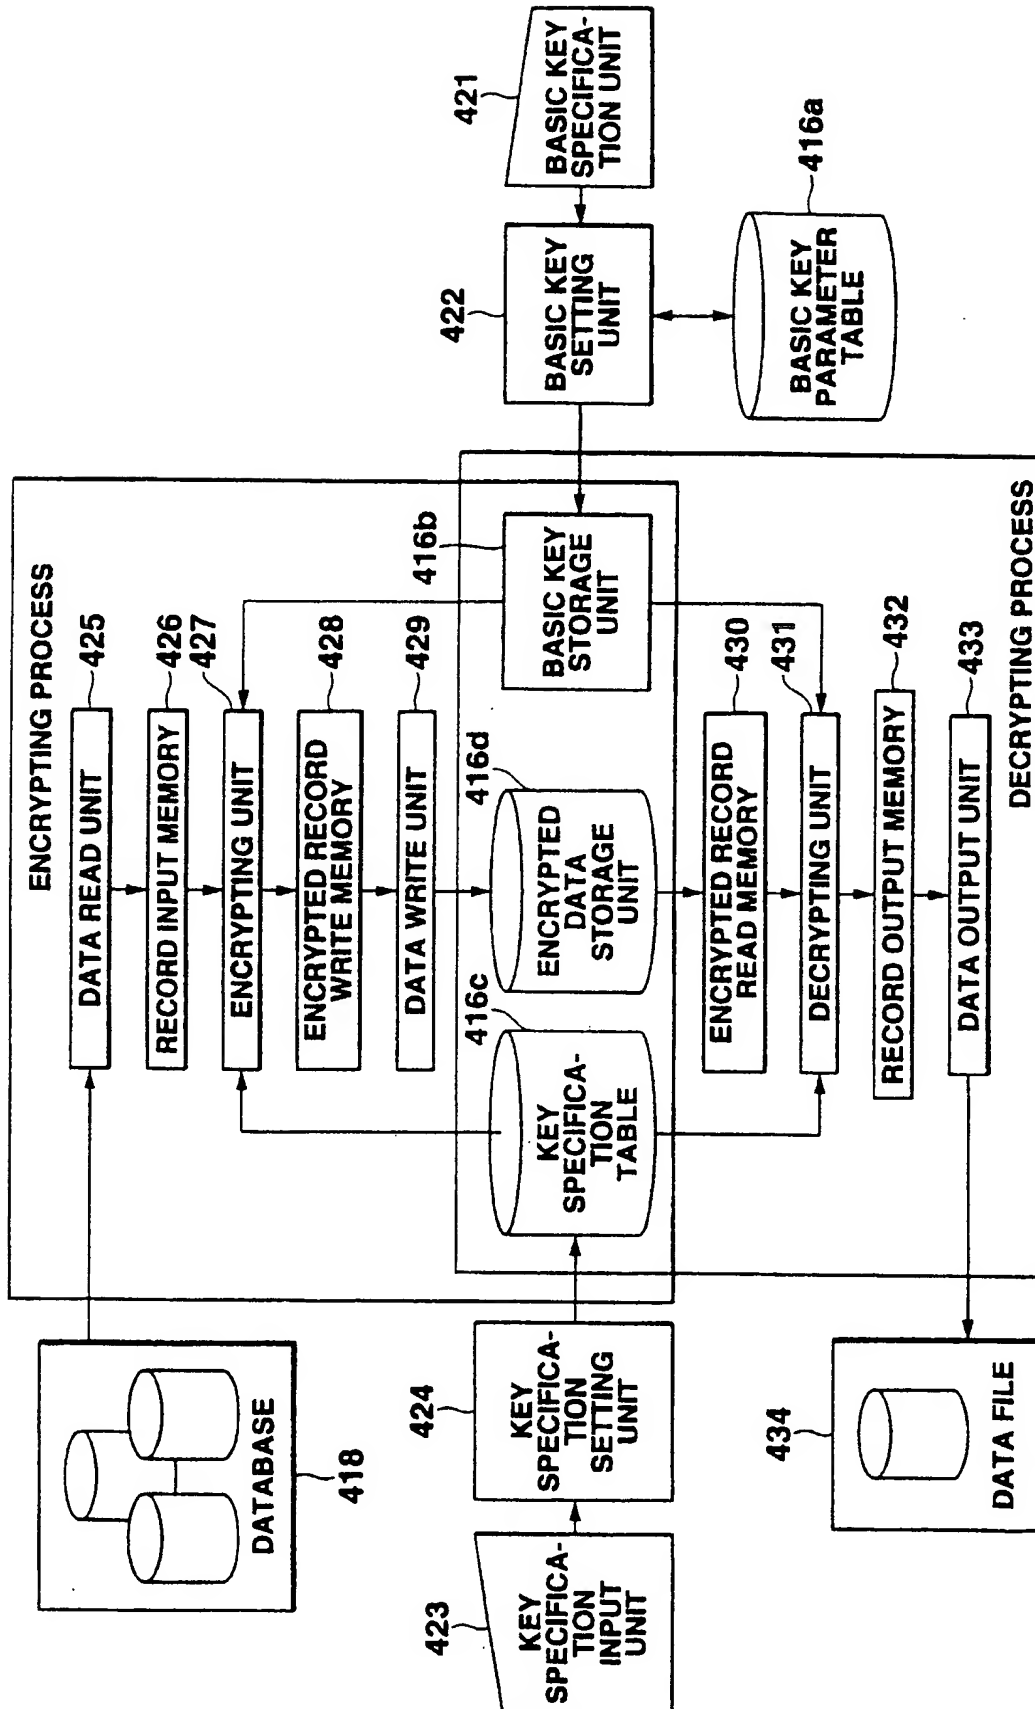 ENCRYPTING PROCESS
DATABASE
418
DATA READ UNIT
425
RECORD INPUT MEMORY
426
ENCRYPTING UNIT
427
ENCRYPTED RECORD
WRITE MEMORY
428
DATA WRITE UNIT
429
423
KEY
SPECIFICA-
TION
INPUT
UNIT
424
KEY
SPECIFICA-
TION
SETTING
UNIT
416c
KEY
SPECIFICA-
TION
TABLE
416d
ENCRYPTED
DATA
STORAGE
UNIT
416b
BASIC KEY
STORAGE
UNIT
422
BASIC KEY
SETTING
UNIT
421
BASIC KEY
SPECIFICA-
TION UNIT
416a
BASIC KEY
PARAMETER
TABLE
ENCRYPTED RECORD
READ MEMORY
430
DECRYPTING UNIT
431
RECORD OUTPUT MEMORY
432
DATA OUTPUT UNIT
433
434
DATA FILE
DECRYPTING PROCESS